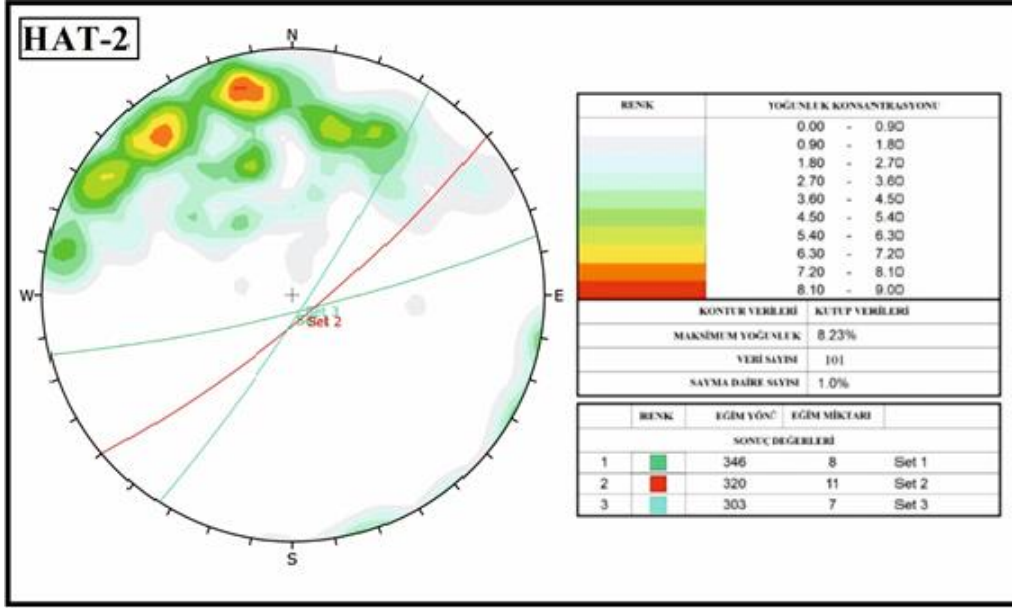 HAT-2
N
W
E
S
Set 3
Set 2
RENK YOĞUNLUK KONSANTRASYONU
0.00 - 0.90
0.90 - 1.80
1.80 - 2.70
2.70 - 3.60
3.60 - 4.50
4.50 - 5.40
5.40 - 6.30
6.30 - 7.20
7.20 - 8.10
8.10 - 9.00
KONTUR VERİLERİ KUTUP VERİLERİ
MAKSİMUM YOĞUNLUK 8.23%
VERİ SAYISI 101
SAYMA DAİRE SAYISI 1.0%
RENK EĞİM YÖNÜ EĞİM MİKTARI
SONUÇ DEĞERLERİ
1 346 8 Set 1
2 320 11 Set 2
3 303 7 Set 3